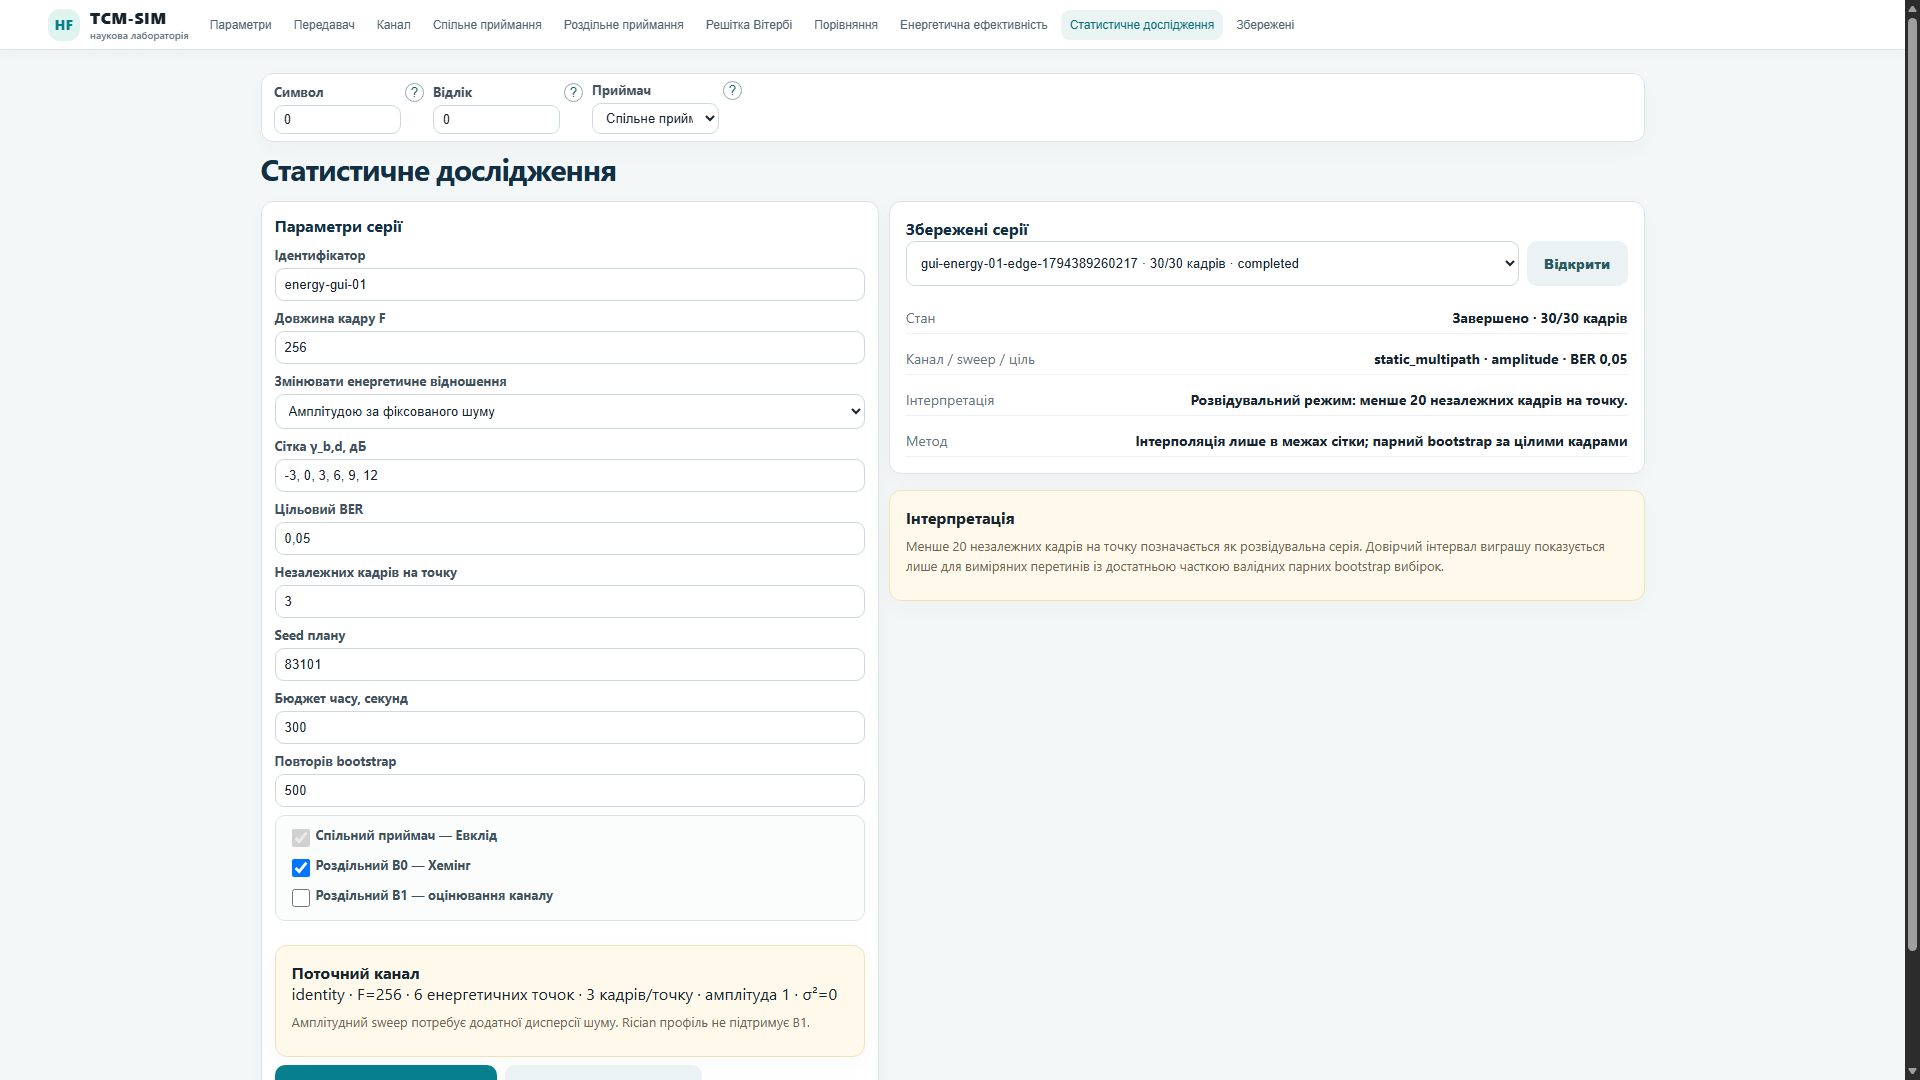 HF
TCM-SIM
наукова лабораторія
Параметри
Передавач
Канал
Спільне приймання
Роздільне приймання
Решітка Вітербі
Порівняння
Енергетична ефективність
Статистичне дослідження
Збережені
Символ
?
Відлік
?
Приймач
?
0
0
Спільне прийм
Статистичне дослідження
Параметри серії
Ідентифікатор
energy-gui-01
Довжина кадру F
256
Змінювати енергетичне відношення
Амплітудою за фіксованого шуму
Сітка γ_b,d, дБ
-3, 0, 3, 6, 9, 12
Цільовий BER
0,05
Незалежних кадрів на точку
3
Seed плану
83101
Бюджет часу, секунд
300
Повторів bootstrap
500
Спільний приймач — Евклід
Роздільний B0 — Хемінг
Роздільний B1 — оцінювання каналу
Поточний канал
identity · F=256 · 6 енергетичних точок · 3 кадрів/точку · амплітуда 1 · σ²=0
Амплітудний sweep потребує додатної дисперсії шуму. Rician профіль не підтримує B1.
Збережені серії
gui-energy-01-edge-1794389260217 · 30/30 кадрів · completed
Відкрити
Стан
Завершено · 30/30 кадрів
Канал / sweep / ціль
static_multipath · amplitude · BER 0,05
Інтерпретація
Розвідувальний режим: менше 20 незалежних кадрів на точку.
Метод
Інтерполяція лише в межах сітки; парний bootstrap за цілими кадрами
Інтерпретація
Менше 20 незалежних кадрів на точку позначається як розвідувальна серія. Довірчий інтервал виграшу показується
лише для виміряних перетинів із достатньою часткою валідних парних bootstrap вибірок.